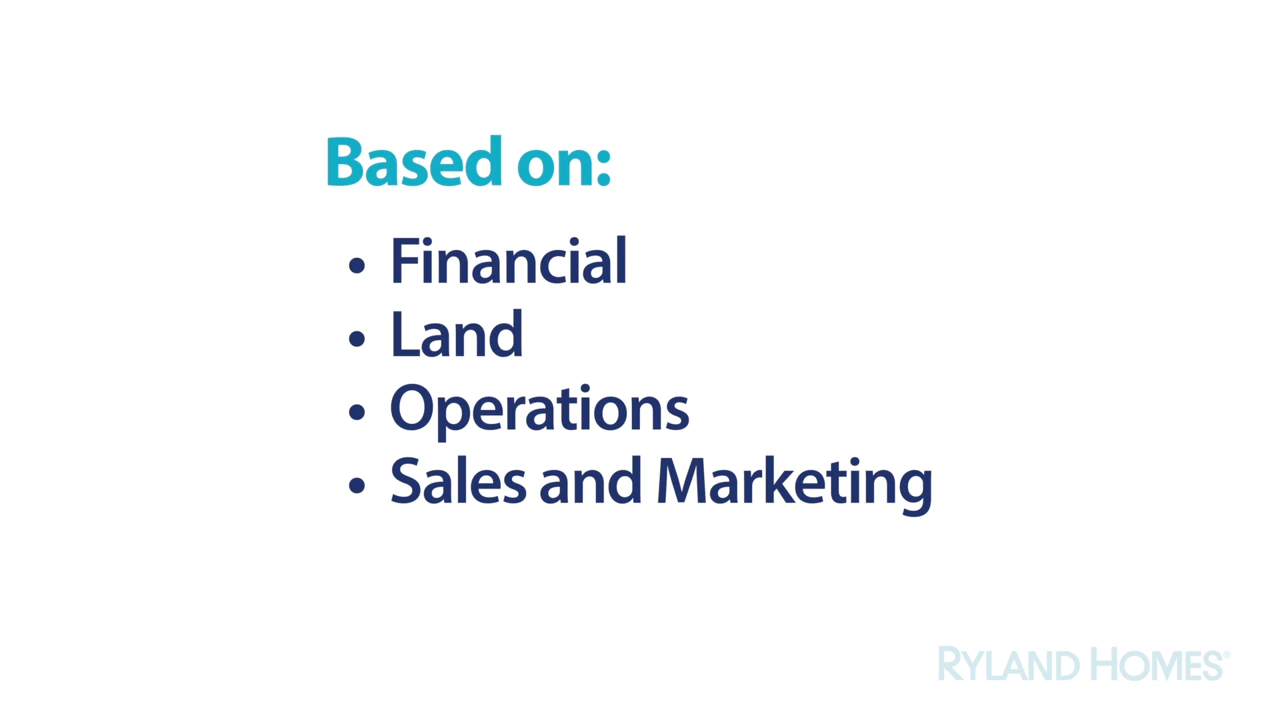 Based on:
• Financial
• Land
• Operations
• Sales and Marketing
RYLAND HOMES®